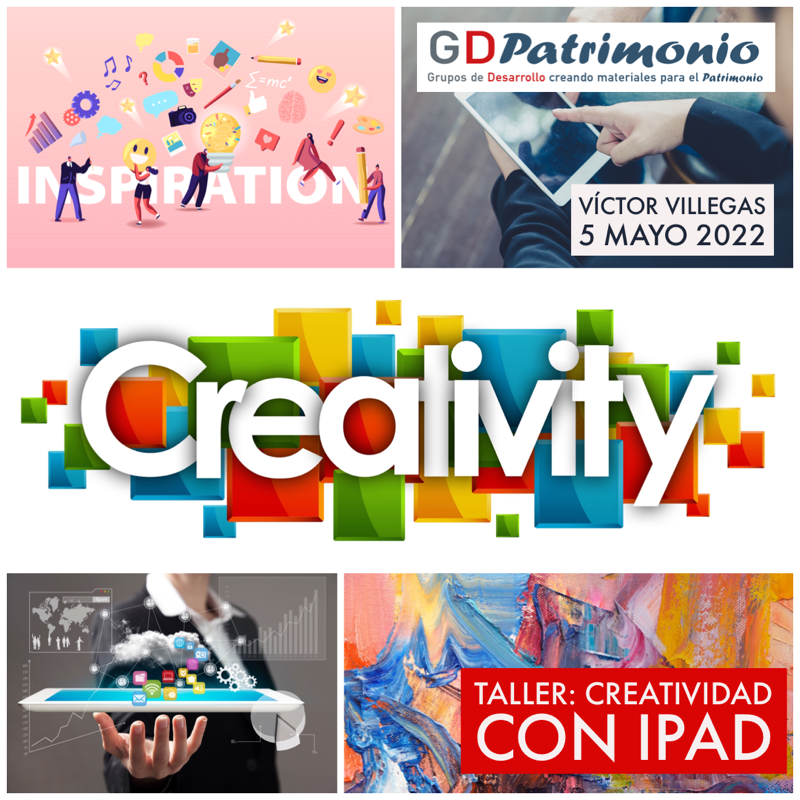 Σ=mc²
INSPIRATION
GDPatrimonio
Grupos de Desarrollo creando materiales para el Patrimonio
VÍCTOR VILLEGAS
5 MAYO 2022
Creativity
TALLER: CREATIVIDAD
CON IPAD